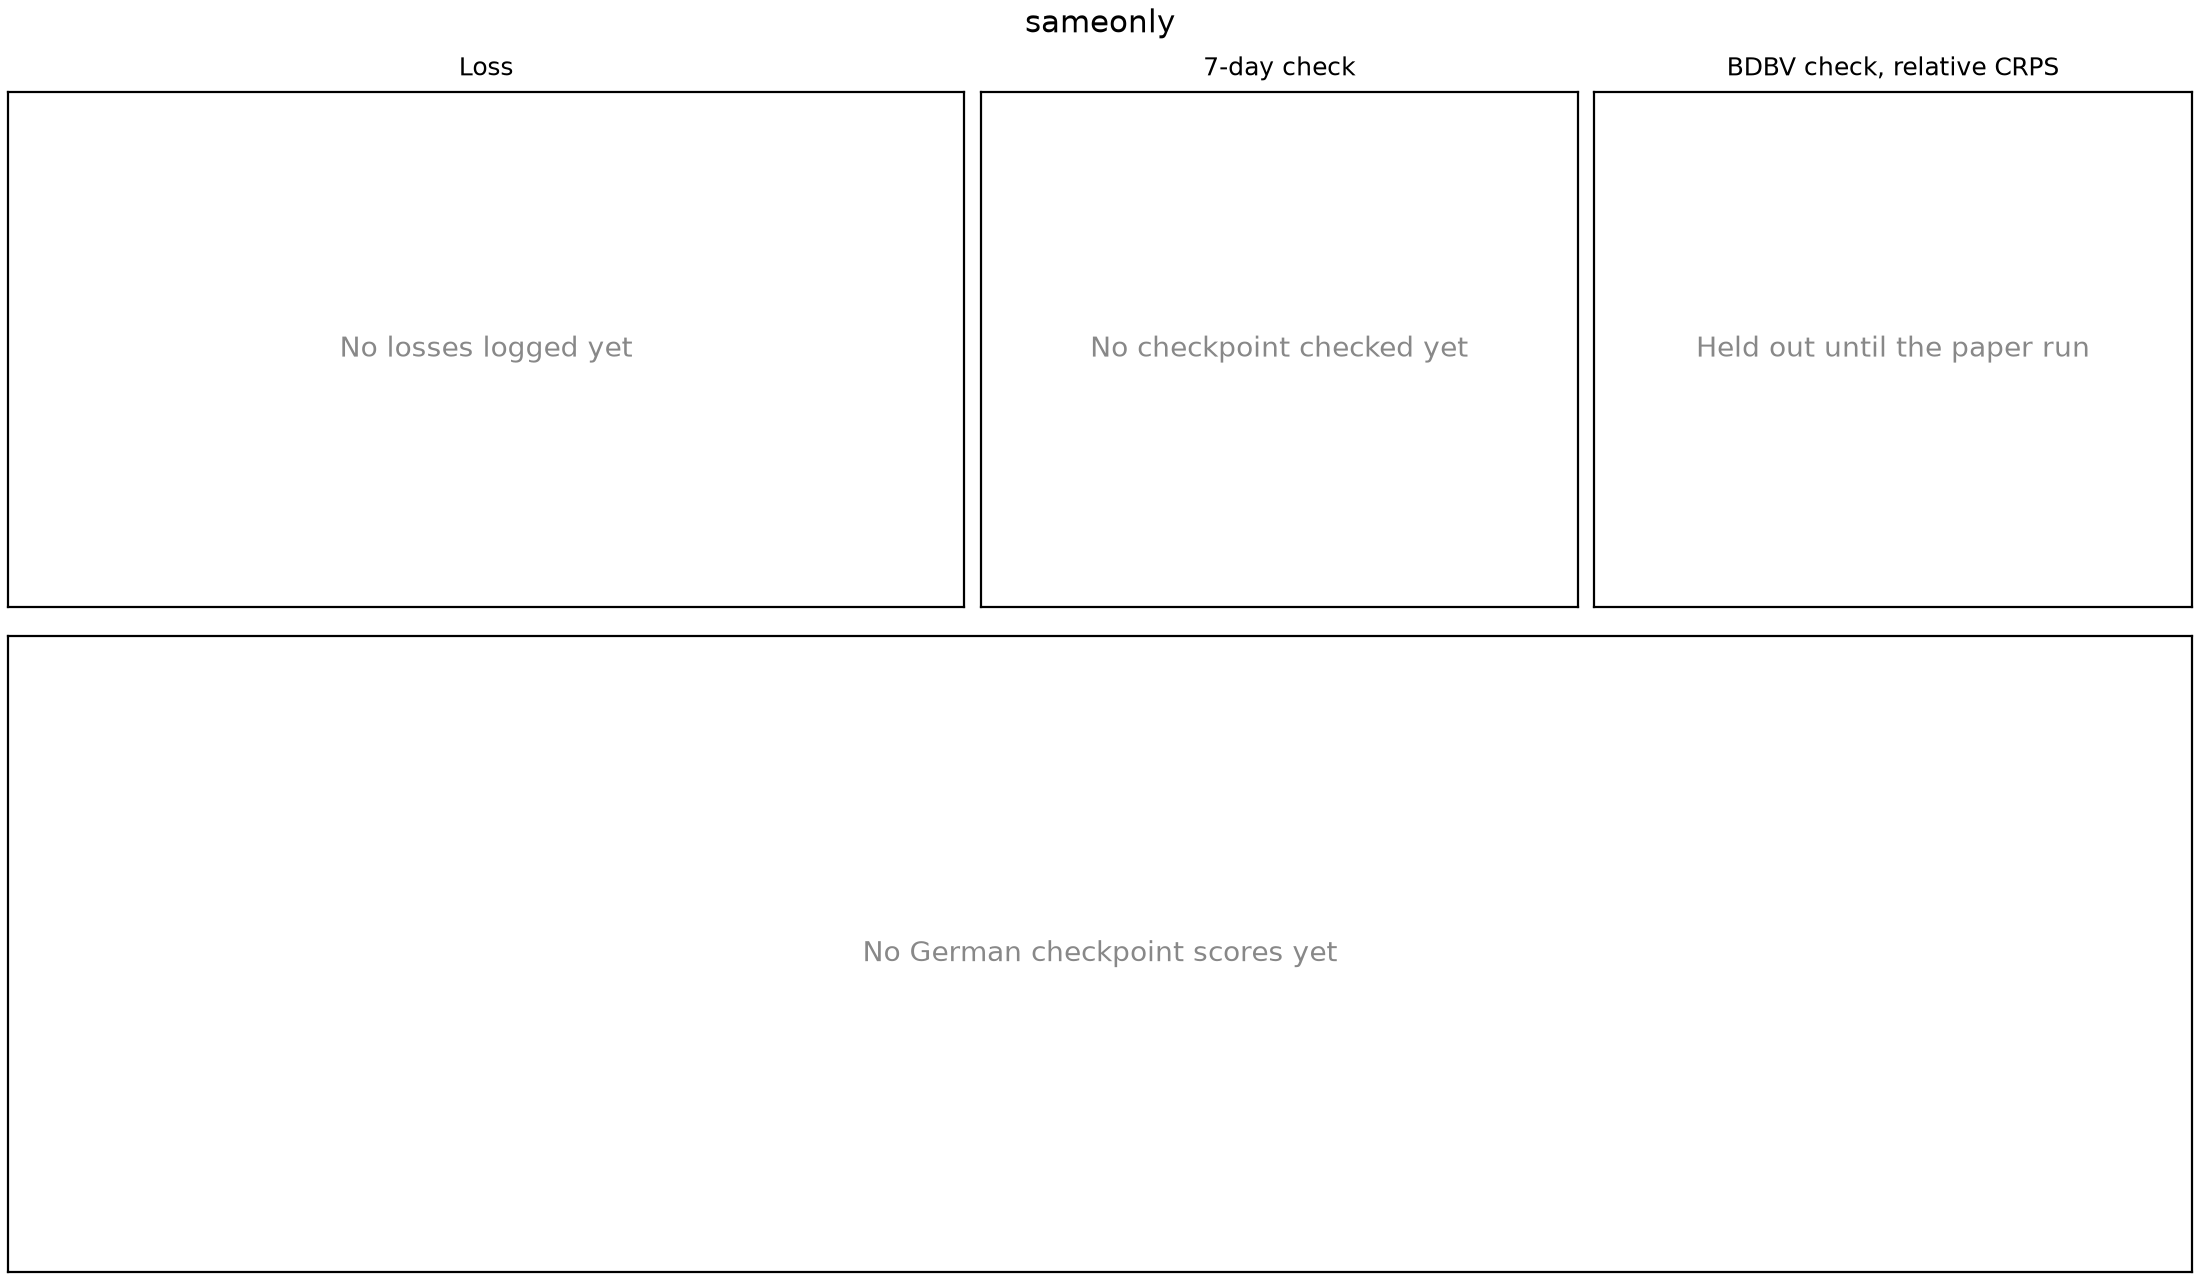 sameonly
Loss
7-day check
BDBV check, relative CRPS
No losses logged yet
No checkpoint checked yet
Held out until the paper run
No German checkpoint scores yet